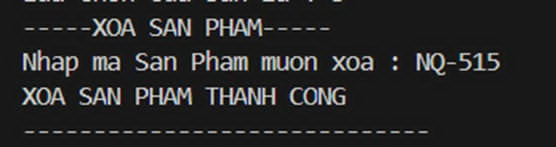 -----XOA SAN PHAM-----
Nhap ma San Pham muon xoa : NQ-515
XOA SAN PHAM THANH CONG
-----------------------------